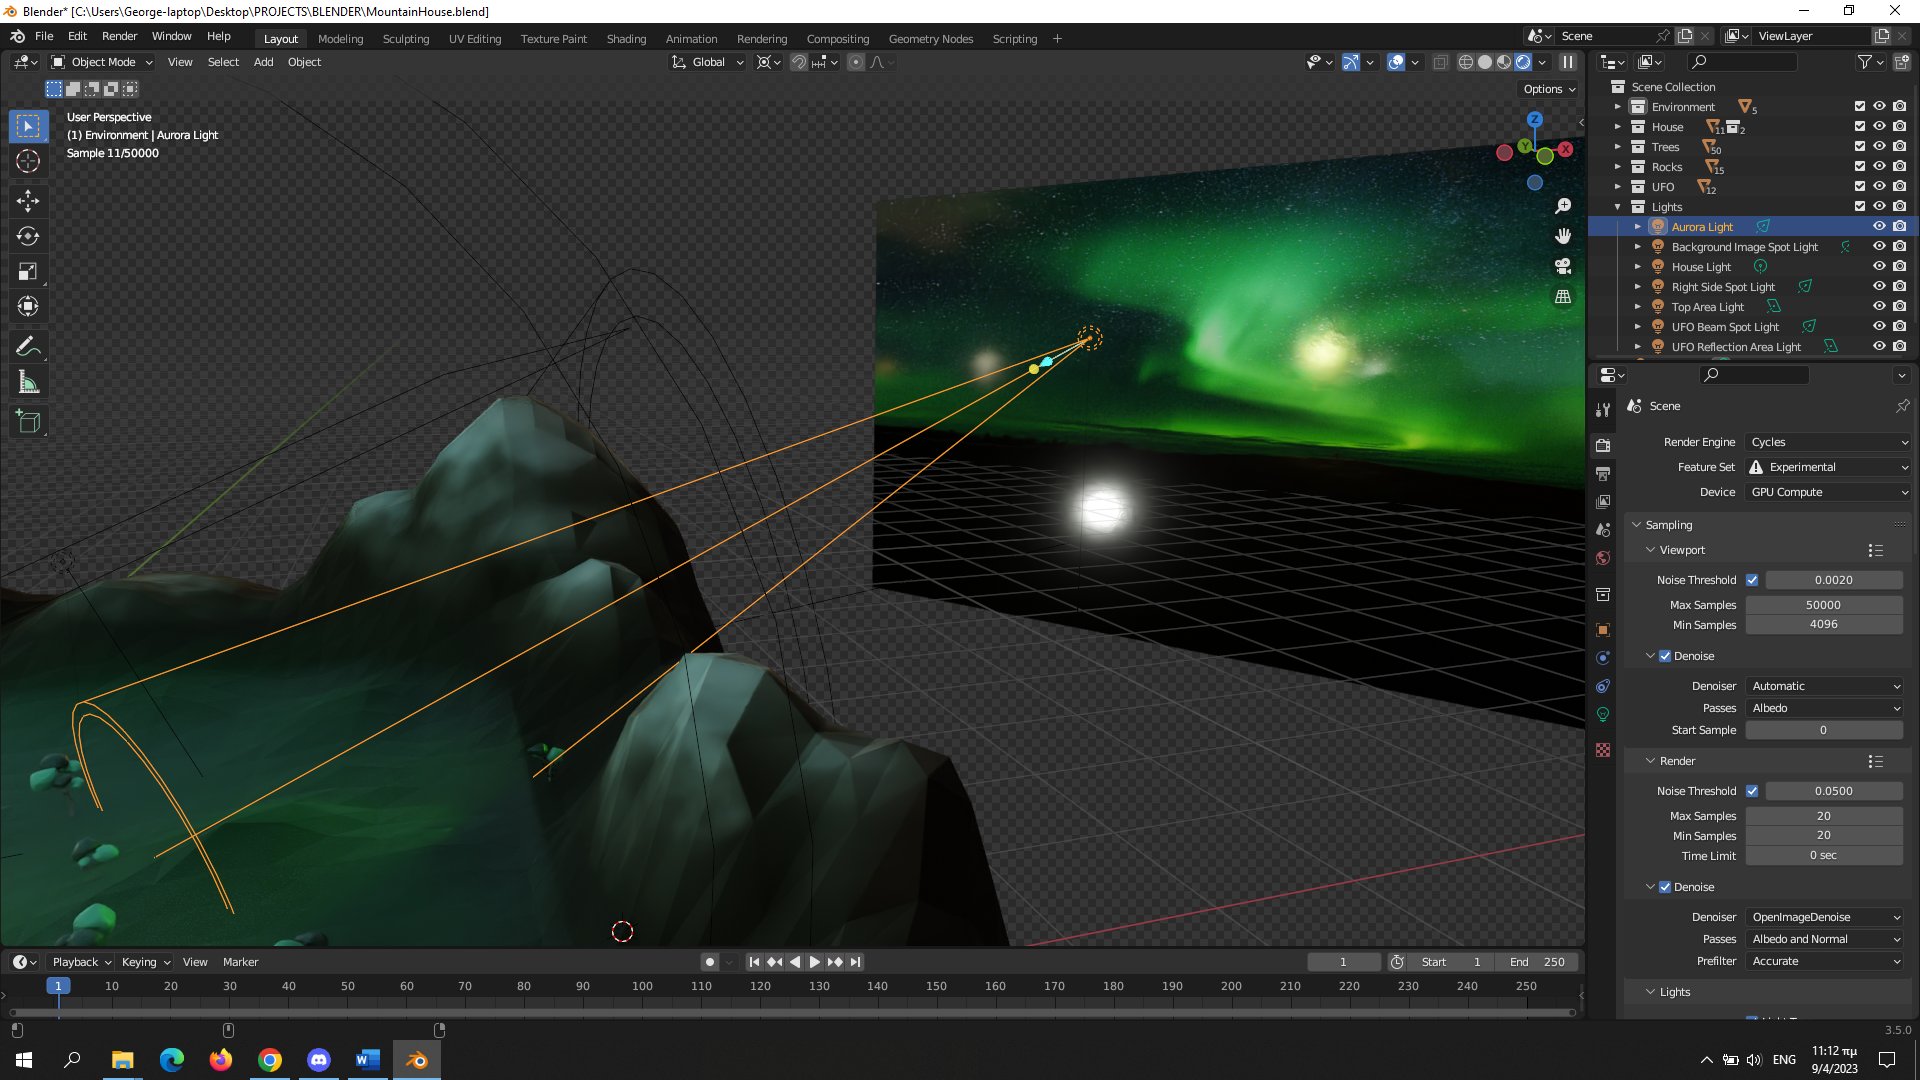 Blender* [C:\Users\George-laptop\Desktop\PROJECTS\BLENDER\MountainHouse.blend]
File Edit Render Window Help Layout Modeling Sculpting UV Editing Texture Paint Shading Animation Rendering Compositing Geometry Nodes Scripting + Scene ViewLayer
Object Mode View Select Add Object Global
Options
User Perspective
(1) Environment | Aurora Light
Sample 11/50000
Z
Y
X
Scene Collection
Environment 5
House 11 2
Trees 50
Rocks 15
UFO 12
Lights
Aurora Light
Background Image Spot Light
House Light
Right Side Spot Light
Top Area Light
UFO Beam Spot Light
UFO Reflection Area Light
Scene
Render Engine Cycles
Feature Set Experimental
Device GPU Compute
Sampling
Viewport
Noise Threshold 0.0020
Max Samples 50000
Min Samples 4096
Denoise
Denoiser Automatic
Passes Albedo
Start Sample 0
Render
Noise Threshold 0.0500
Max Samples 20
Min Samples 20
Time Limit 0 sec
Denoise
Denoiser OpenImageDenoise
Passes Albedo and Normal
Prefilter Accurate
Lights
Playback Keying View Marker 1 Start 1 End 250
1 10 20 30 40 50 60 70 80 90 100 110 120 130 140 150 160 170 180 190 200 210 220 230 240 250
3.5.0
ENG
11:12 πμ
9/4/2023